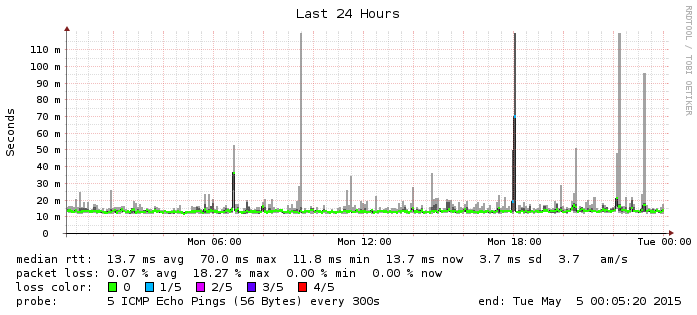 Last 24 Hours
RRDTOOL / TOBI OETIKER
Seconds
110 m
100 m
90 m
80 m
70 m
60 m
50 m
40 m
30 m
20 m
10 m
0
Mon 06:00 Mon 12:00 Mon 18:00 Tue 00:00
median rtt: 13.7 ms avg 70.0 ms max 11.8 ms min 13.7 ms now 3.7 ms sd 3.7 am/s
packet loss: 0.07 % avg 18.27 % max 0.00 % min 0.00 % now
loss color: 0 1/5 2/5 3/5 4/5
probe: 5 ICMP Echo Pings (56 Bytes) every 300s end: Tue May 5 00:05:20 2015